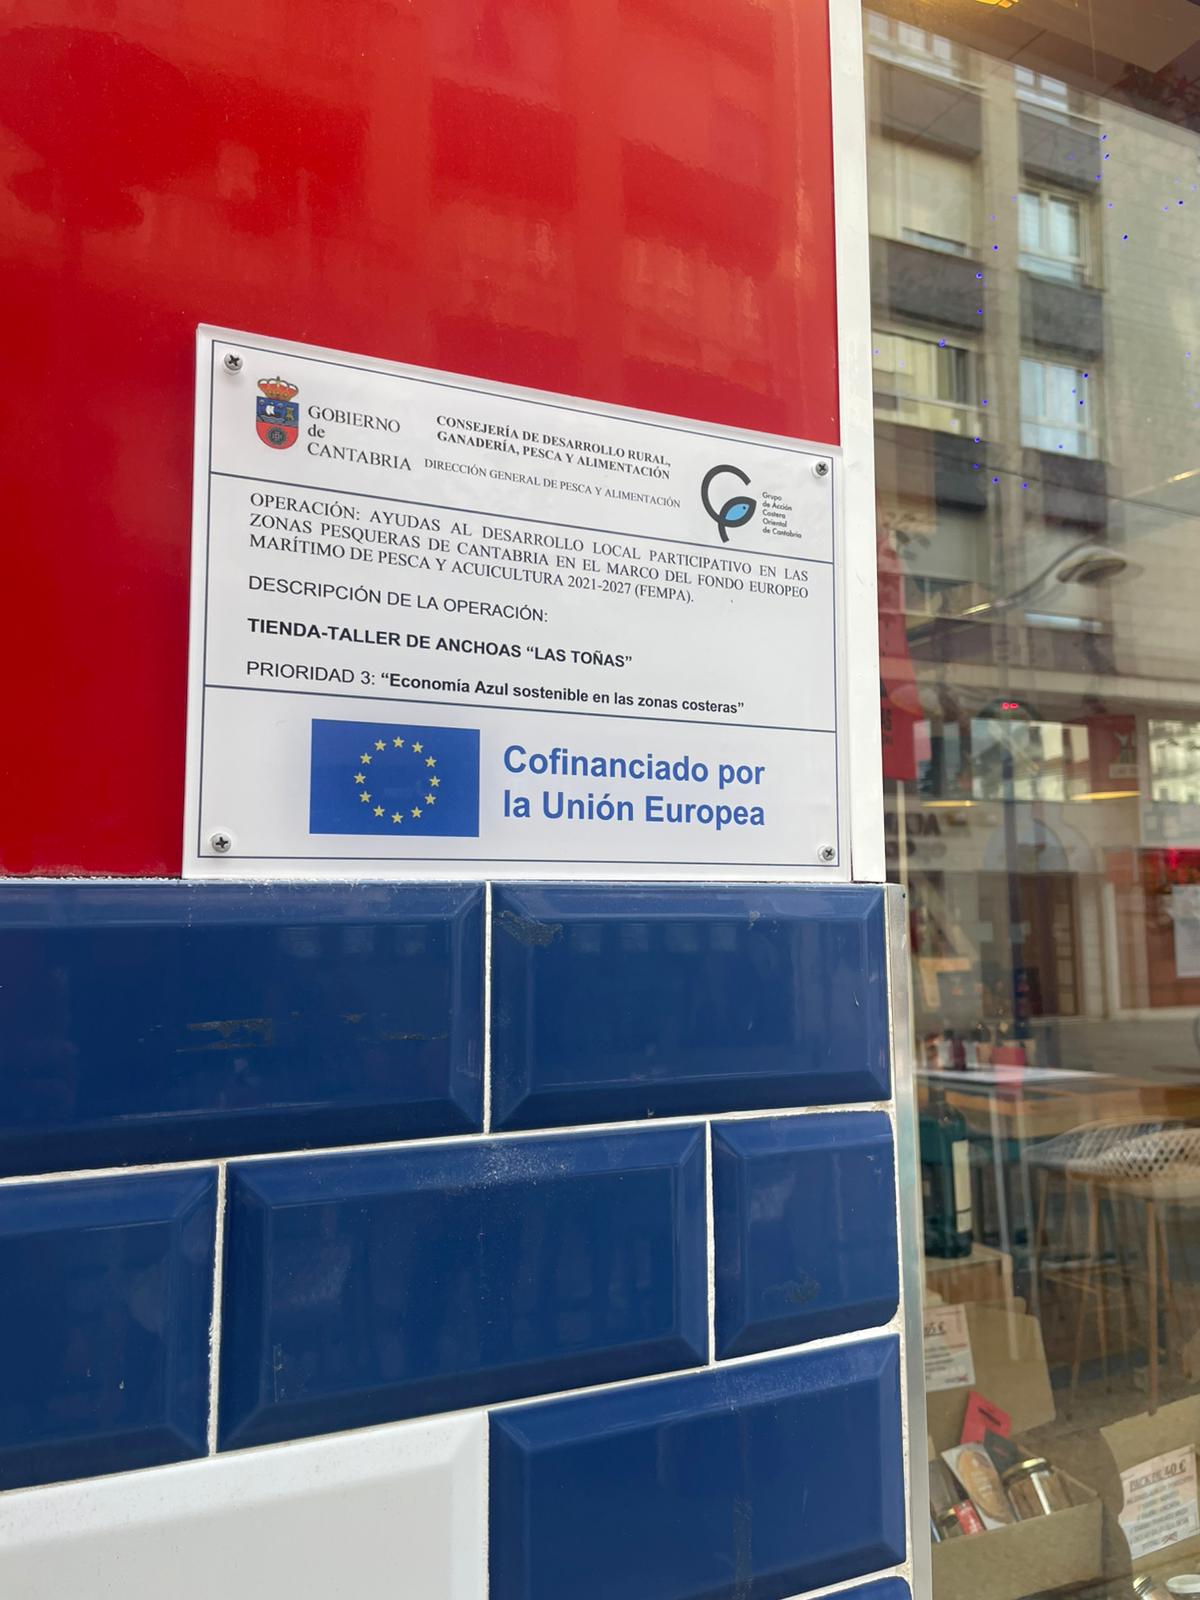 GOBIERNO
de
CANTABRIA
CONSEJERÍA DE DESARROLLO RURAL,
GANADERÍA, PESCA Y ALIMENTACIÓN
DIRECCIÓN GENERAL DE PESCA Y ALIMENTACIÓN
Grupo
de Acción
Costera
Oriental
de Cantabria
OPERACIÓN: AYUDAS AL DESARROLLO LOCAL PARTICIPATIVO EN LAS
ZONAS PESQUERAS DE CANTABRIA EN EL MARCO DEL FONDO EUROPEO
MARÍTIMO DE PESCA Y ACUICULTURA 2021-2027 (FEMPA).
DESCRIPCIÓN DE LA OPERACIÓN:
TIENDA-TALLER DE ANCHOAS “LAS TOÑAS”
PRIORIDAD 3: “Economía Azul sostenible en las zonas costeras”
Cofinanciado por
la Unión Europea
PACK DE 40 €